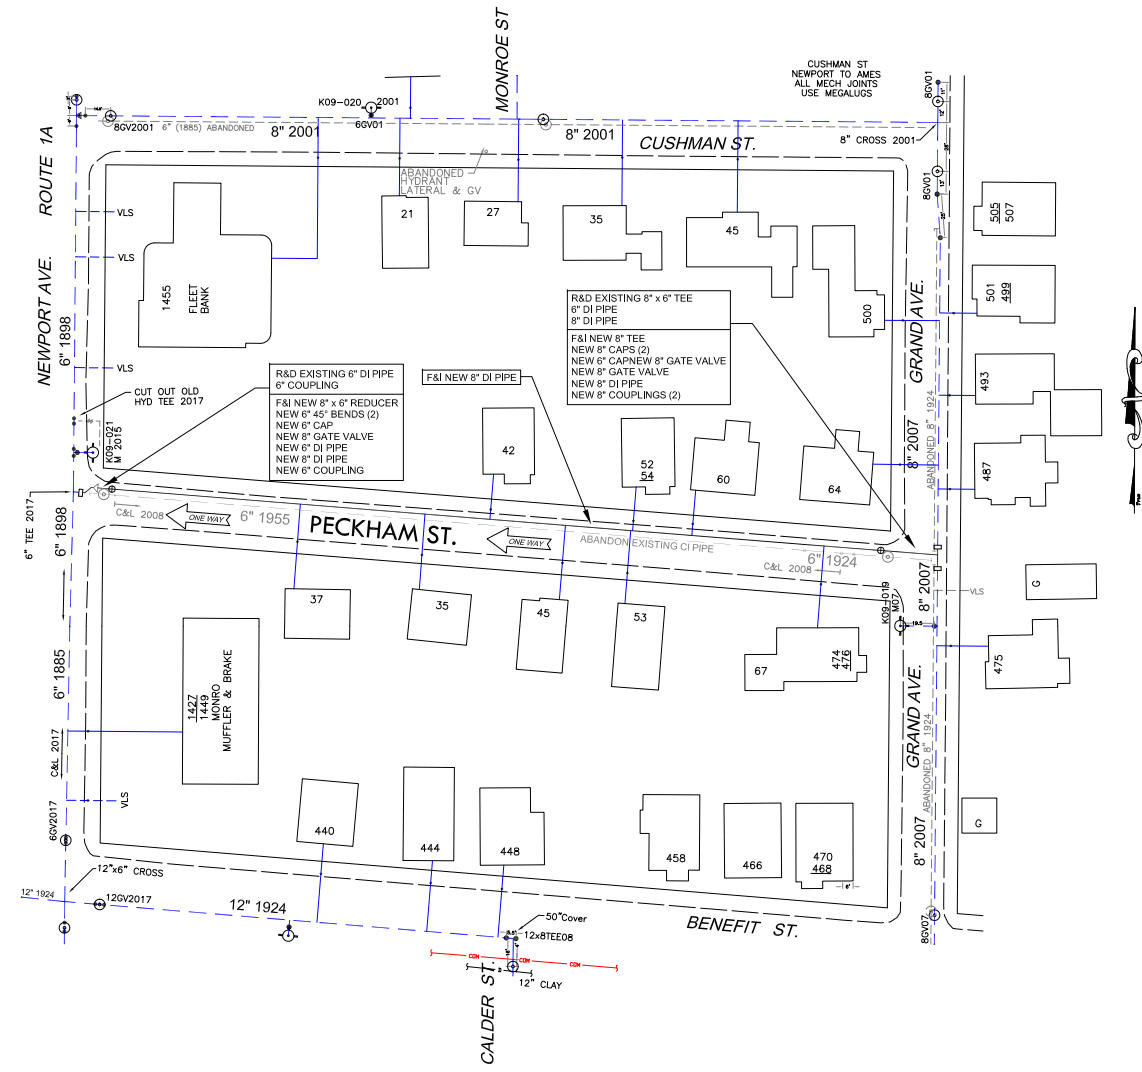 MONROE ST
CUSHMAN ST
NEWPORT TO AMES
ALL MECH JOINTS
USE MEGALUGS
8GV01
K09-020
2001
8GV2001
6" (1885) ABANDONED
8" 2001
6GV01
8" 2001
CUSHMAN ST.
8" CROSS 2001
ROUTE 1A
ABANDONED
HYDRANT
LATERAL & GV
8GV01
VLS
21
27
35
45
505
507
VLS
1455
FLEET
BANK
NEWPORT AVE.
6" 1898
500
GRAND AVE.
501
499
R&D EXISTING 8" x 6" TEE
6" DI PIPE
8" DI PIPE
F&I NEW 8" TEE
NEW 8" CAPS (2)
NEW 6" CAPNEW 8" GATE VALVE
NEW 8" GATE VALVE
NEW 8" DI PIPE
NEW 8" COUPLINGS (2)
VLS
R&D EXISTING 6" DI PIPE
6" COUPLING
F&I NEW 8" x 6" REDUCER
NEW 6" 45° BENDS (2)
NEW 6" CAP
NEW 8" GATE VALVE
NEW 6" DI PIPE
NEW 8" DI PIPE
NEW 6" COUPLING
F&I NEW 8" DI PIPE
CUT OUT OLD
HYD TEE 2017
K09-021
M 2015
42
52
54
60
64
8" 2007
ABANDONED 8" 1924
493
487
True
6" TEE 2017
6" 1898
C&L 2008
ONE WAY
6" 1955
PECKHAM ST.
ONE WAY
ABANDON EXISTING CI PIPE
6" 1924
C&L 2008
8" 2007
VLS
G
K09-019
M07
19.5
37
35
45
53
67
474
476
475
6" 1885
1427
1449
MONRO
MUFFLER & BRAKE
C&L 2017
GRAND AVE.
ABANDONED 8" 1924
VLS
6GV2017
440
444
448
458
466
470
468
6'
8" 2007
G
12"x6" CROSS
12" 1924
12GV2017
12" 1924
BENEFIT ST.
8GV07
50"Cover
12x8TEE08
COM
COM
COM
12" CLAY
CALDER ST.